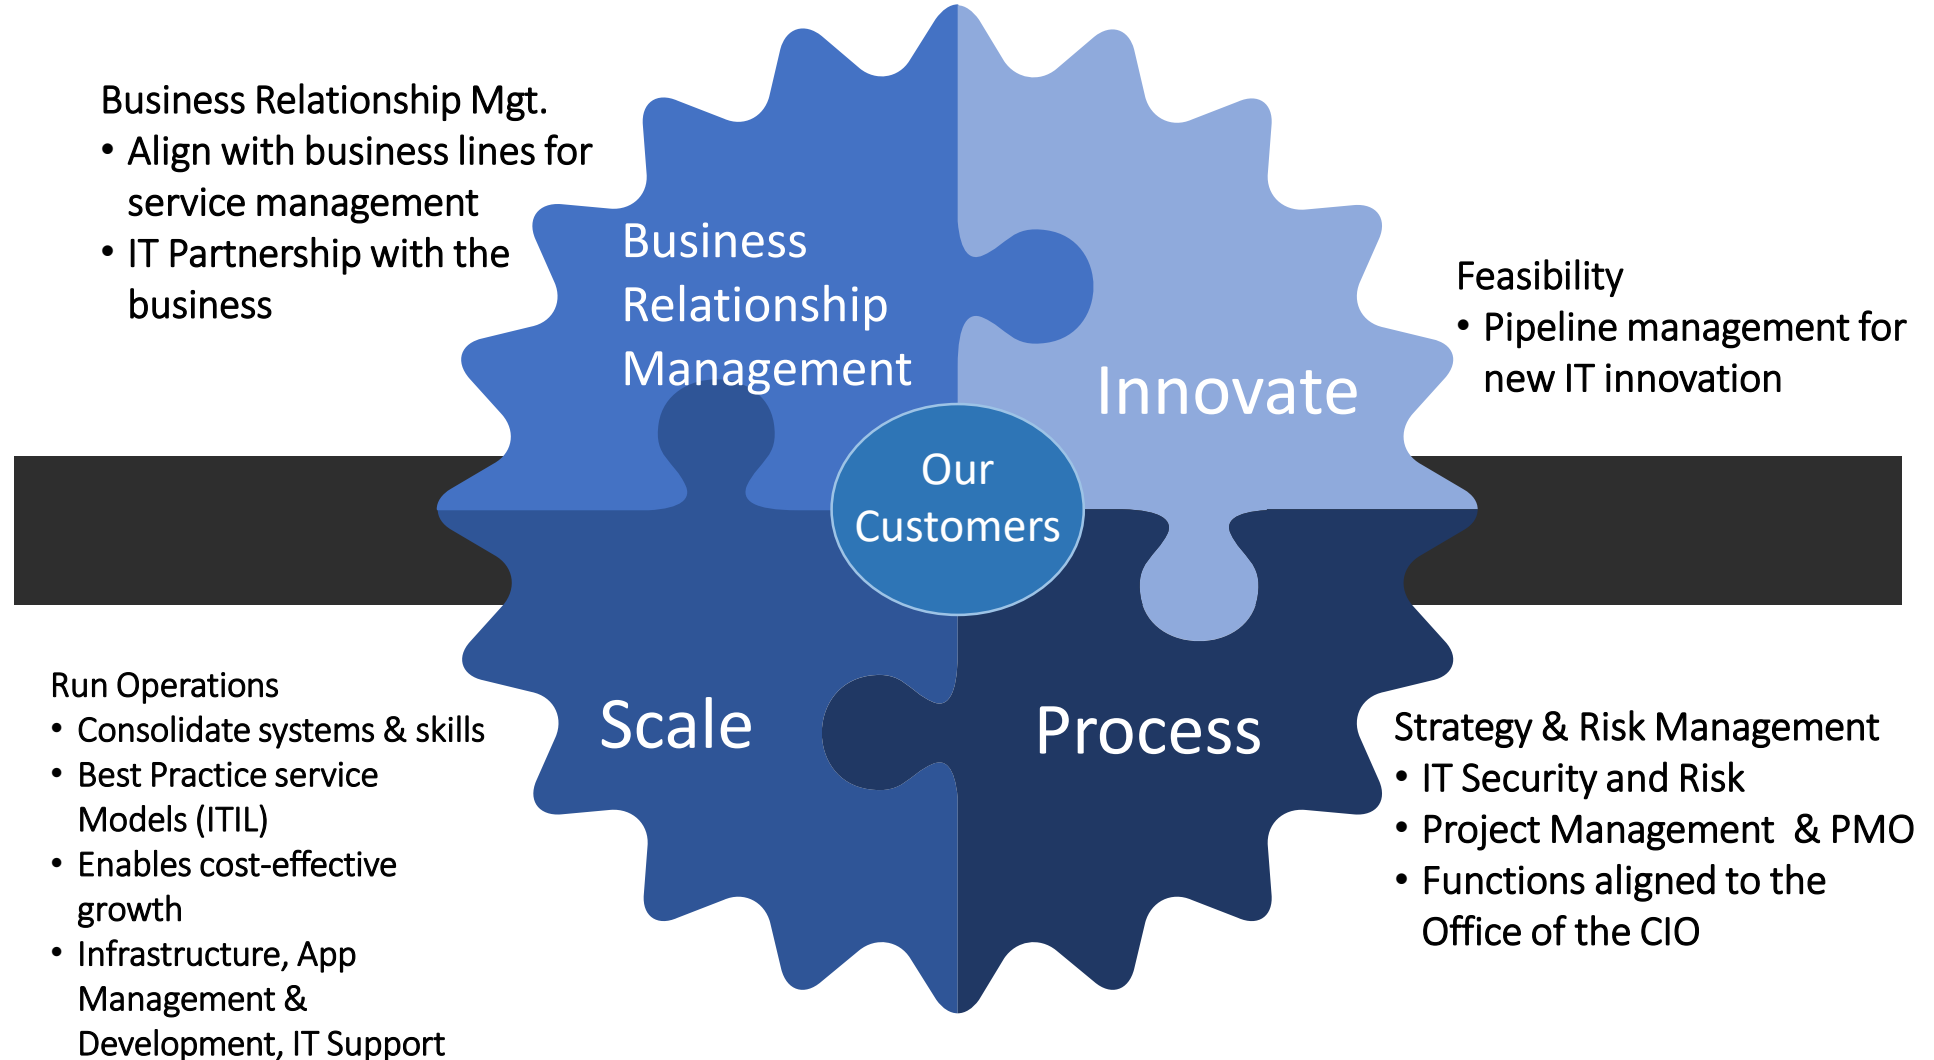 Business Relationship Mgt.
• Align with business lines for
service management
• IT Partnership with the
business
Business
Relationship
Management
Innovate
Feasibility
• Pipeline management for
new IT innovation
Our
Customers
Scale
Process
Run Operations
• Consolidate systems & skills
• Best Practice service
Models (ITIL)
• Enables cost-effective
growth
• Infrastructure, App
Management &
Development, IT Support
Strategy & Risk Management
• IT Security and Risk
• Project Management  & PMO
• Functions aligned to the
Office of the CIO